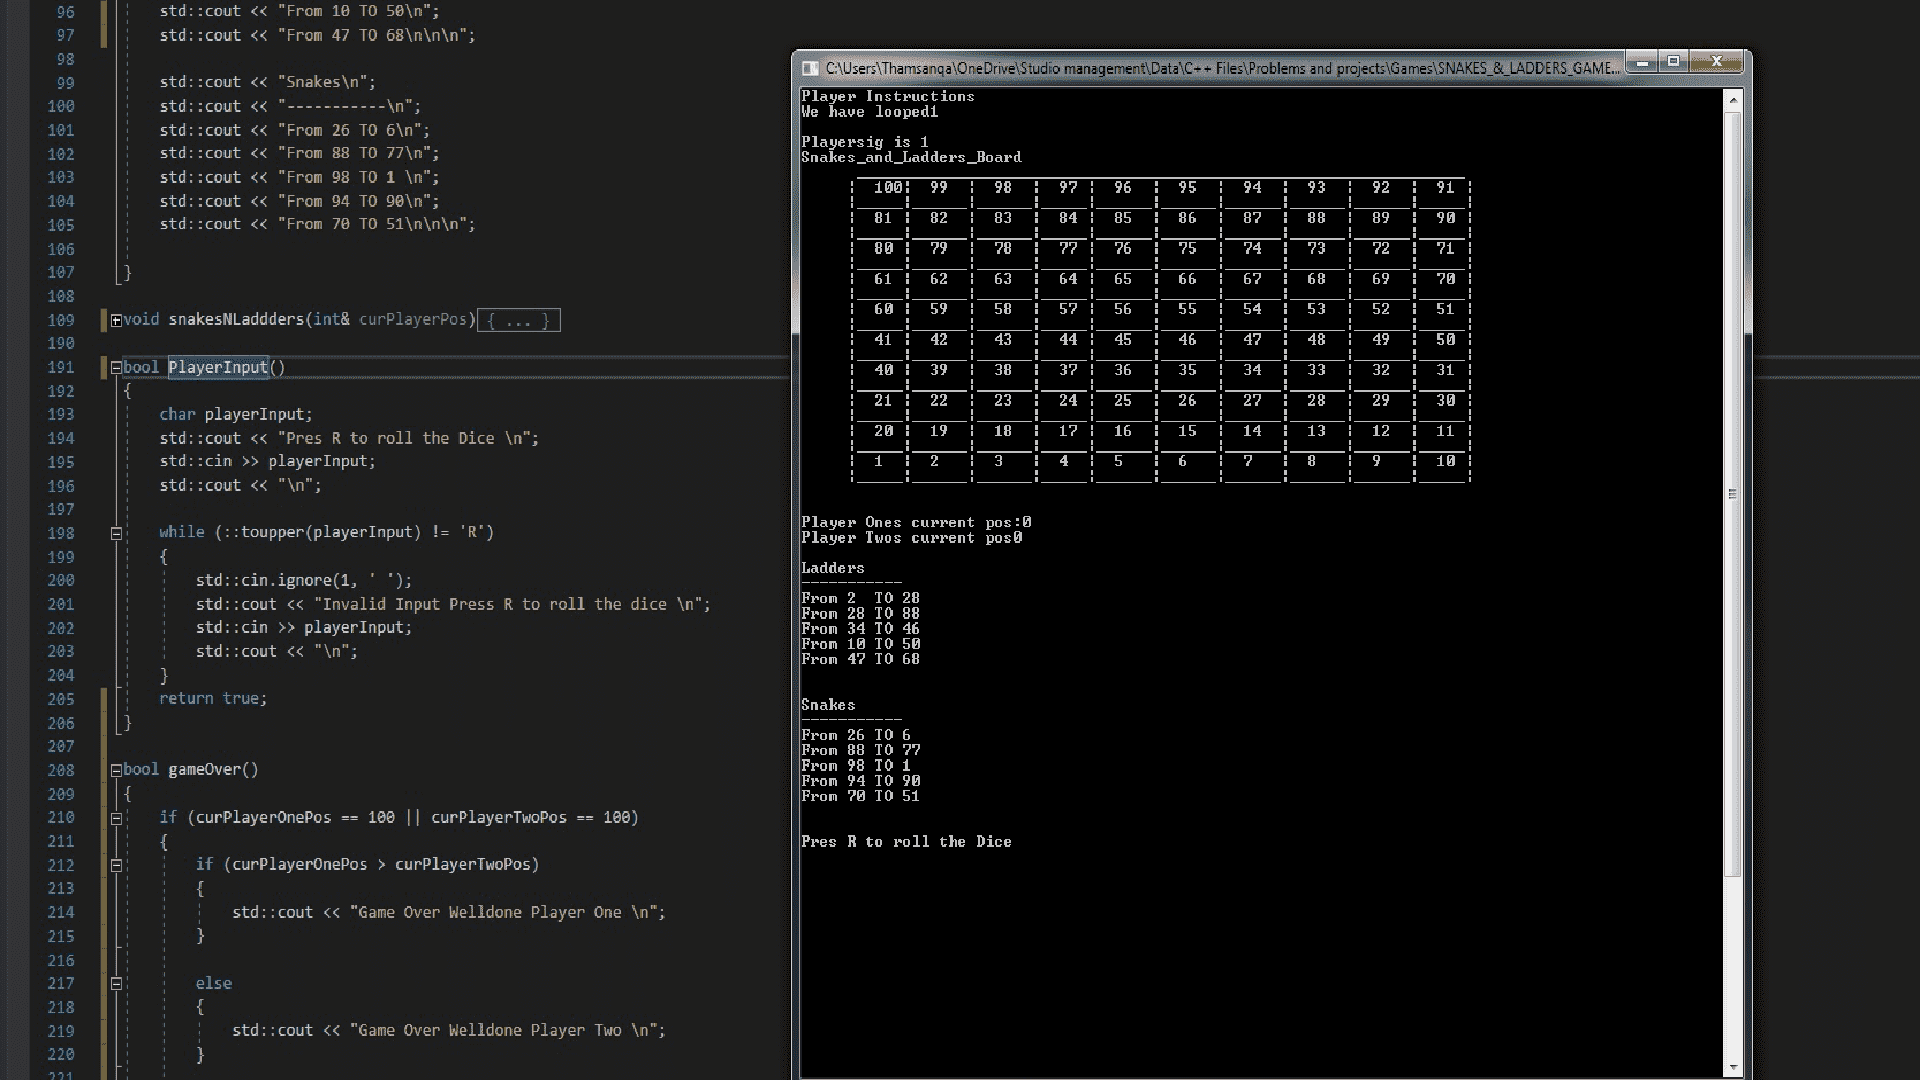 96 std::cout << "From 10 TO 50\n";
97 std::cout << "From 47 TO 68\n\n\n";
98
99 std::cout << "Snakes\n";
100 std::cout << "-----------\n";
101 std::cout << "From 26 TO 6\n";
102 std::cout << "From 88 TO 77\n";
103 std::cout << "From 98 TO 1 \n";
104 std::cout << "From 94 TO 90\n";
105 std::cout << "From 70 TO 51\n\n\n";
106
107 }
108
109 void snakesNLaddders(int& curPlayerPos) { ... }
190
191 bool PlayerInput()
192 {
193 char playerInput;
194 std::cout << "Pres R to roll the Dice \n";
195 std::cin >> playerInput;
196 std::cout << "\n";
197
198 while (::toupper(playerInput) != 'R')
199 {
200 std::cin.ignore(1, ' ');
201 std::cout << "Invalid Input Press R to roll the dice \n";
202 std::cin >> playerInput;
203 std::cout << "\n";
204 }
205 return true;
206 }
207
208 bool gameOver()
209 {
210 if (curPlayerOnePos == 100 || curPlayerTwoPos == 100)
211 {
212 if (curPlayerOnePos > curPlayerTwoPos)
213 {
214 std::cout << "Game Over Welldone Player One \n";
215 }
216
217 else
218 {
219 std::cout << "Game Over Welldone Player Two \n";
220 }
221
C:\Users\Thamsanqa\OneDrive\Studio management\Data\C++ Files\Problems and projects\Games\SNAKES_&_LADDERS_GAME...
Player Instructions
We have looped1
Playersig is 1
Snakes_and_Ladders_Board
100 99 98 97 96 95 94 93 92 91
81 82 83 84 85 86 87 88 89 90
80 79 78 77 76 75 74 73 72 71
61 62 63 64 65 66 67 68 69 70
60 59 58 57 56 55 54 53 52 51
41 42 43 44 45 46 47 48 49 50
40 39 38 37 36 35 34 33 32 31
21 22 23 24 25 26 27 28 29 30
20 19 18 17 16 15 14 13 12 11
1 2 3 4 5 6 7 8 9 10
Player Ones current pos:0
Player Twos current pos0
Ladders
-----------
From 2  TO 28
From 28 TO 88
From 34 TO 46
From 10 TO 50
From 47 TO 68
Snakes
-----------
From 26 TO 6
From 88 TO 77
From 98 TO 1
From 94 TO 90
From 70 TO 51
Pres R to roll the Dice